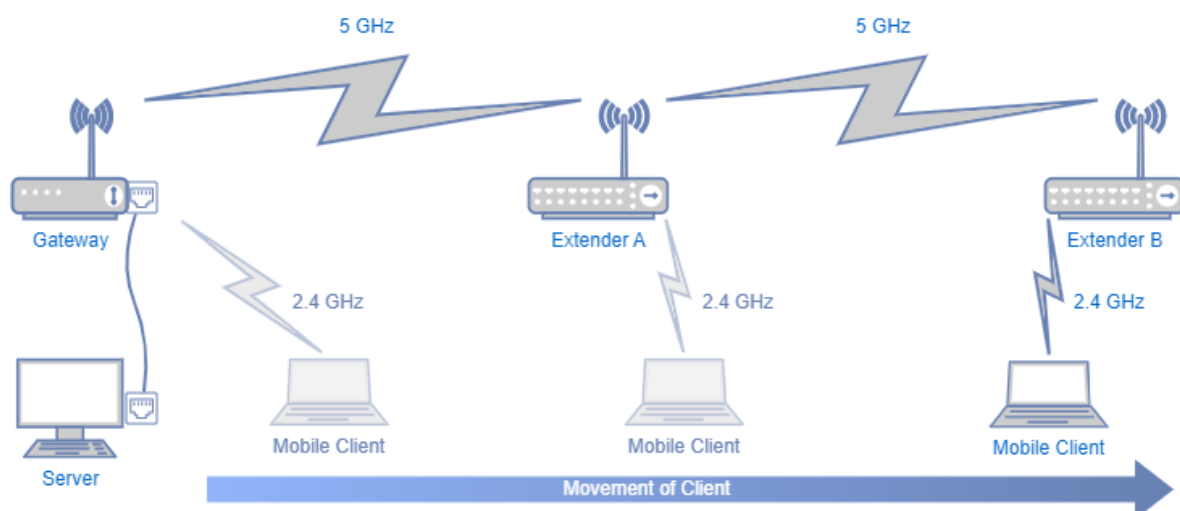 5 GHz
5 GHz
Gateway
Extender A
Extender B
2.4 GHz
2.4 GHz
2.4 GHz
Mobile Client
Mobile Client
Mobile Client
Server
Movement of Client